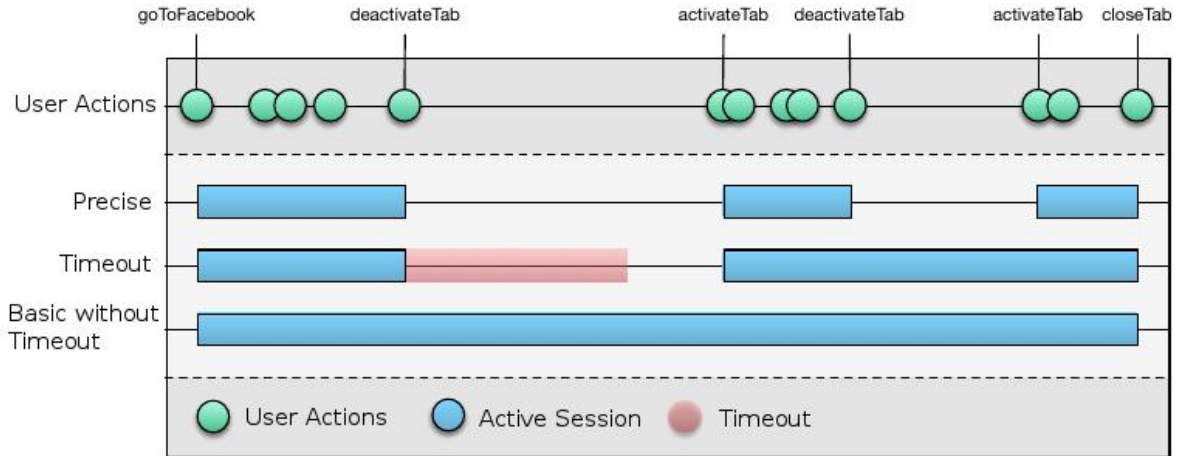 goToFacebook deactivateTab activateTab deactivateTab activateTab closeTab
User Actions
Precise
Timeout
Basic without
Timeout
User Actions Active Session Timeout